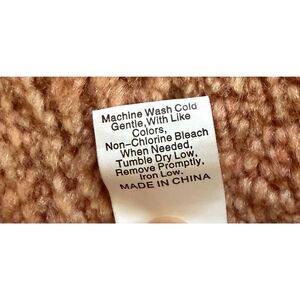 Machine Wash Cold
Gentle,With Like
Colors,
Non-Chlorine Bleach
When Needed,
Tumble Dry Low,
Remove Promptly,
Iron Low.
MADE IN CHINA